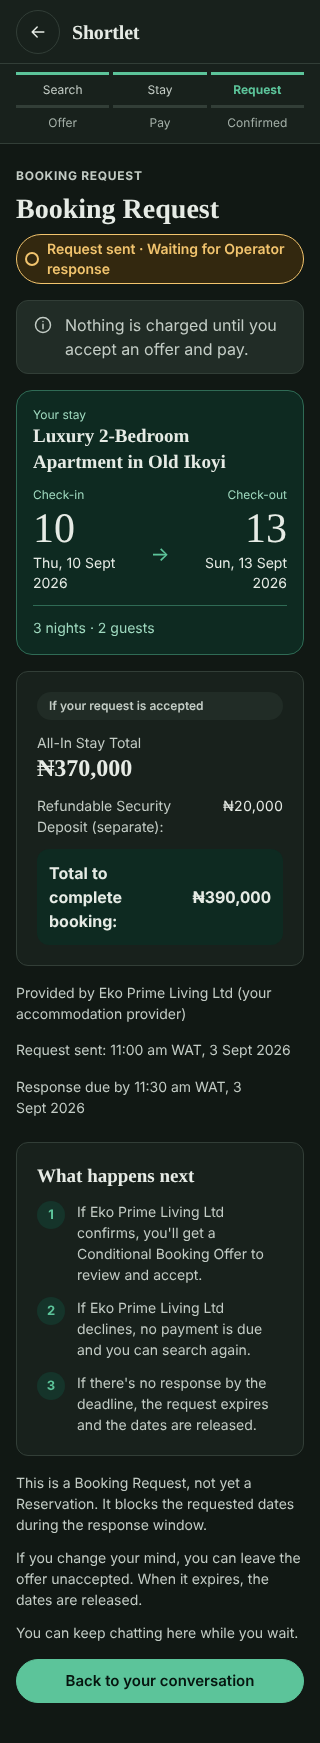 Shortlet
Search
Stay
Request
Offer
Pay
Confirmed
BOOKING REQUEST
Booking Request
Request sent · Waiting for Operator
response
Nothing is charged until you
accept an offer and pay.
Your stay
Luxury 2-Bedroom
Apartment in Old Ikoyi
Check-in
10
Thu, 10 Sept
2026
→
Check-out
13
Sun, 13 Sept
2026
3 nights · 2 guests
If your request is accepted
All-In Stay Total
₦370,000
Refundable Security
Deposit (separate):
₦20,000
Total to
complete
booking:
₦390,000
Provided by Eko Prime Living Ltd (your
accommodation provider)
Request sent: 11:00 am WAT, 3 Sept 2026
Response due by 11:30 am WAT, 3
Sept 2026
What happens next
1
If Eko Prime Living Ltd
confirms, you'll get a
Conditional Booking Offer to
review and accept.
2
If Eko Prime Living Ltd
declines, no payment is due
and you can search again.
3
If there's no response by the
deadline, the request expires
and the dates are released.
This is a Booking Request, not yet a
Reservation. It blocks the requested dates
during the response window.
If you change your mind, you can leave the
offer unaccepted. When it expires, the
dates are released.
You can keep chatting here while you wait.
Back to your conversation